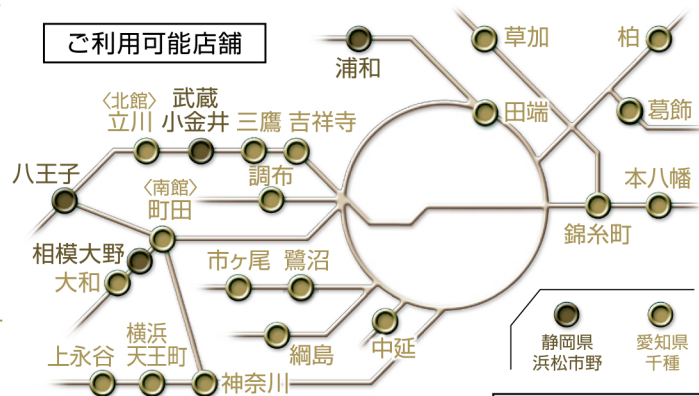 ご利用可能店舗
浦和
草加
柏
〈北館〉
立川
武蔵
小金井
三鷹
吉祥寺
田端
葛飾
八王子
調布
〈南館〉
町田
本八幡
錦糸町
相模大野
大和
市ヶ尾
鷺沼
綱島
中延
横浜
天王町
上永谷
神奈川
静岡県
浜松市野
愛知県
千種